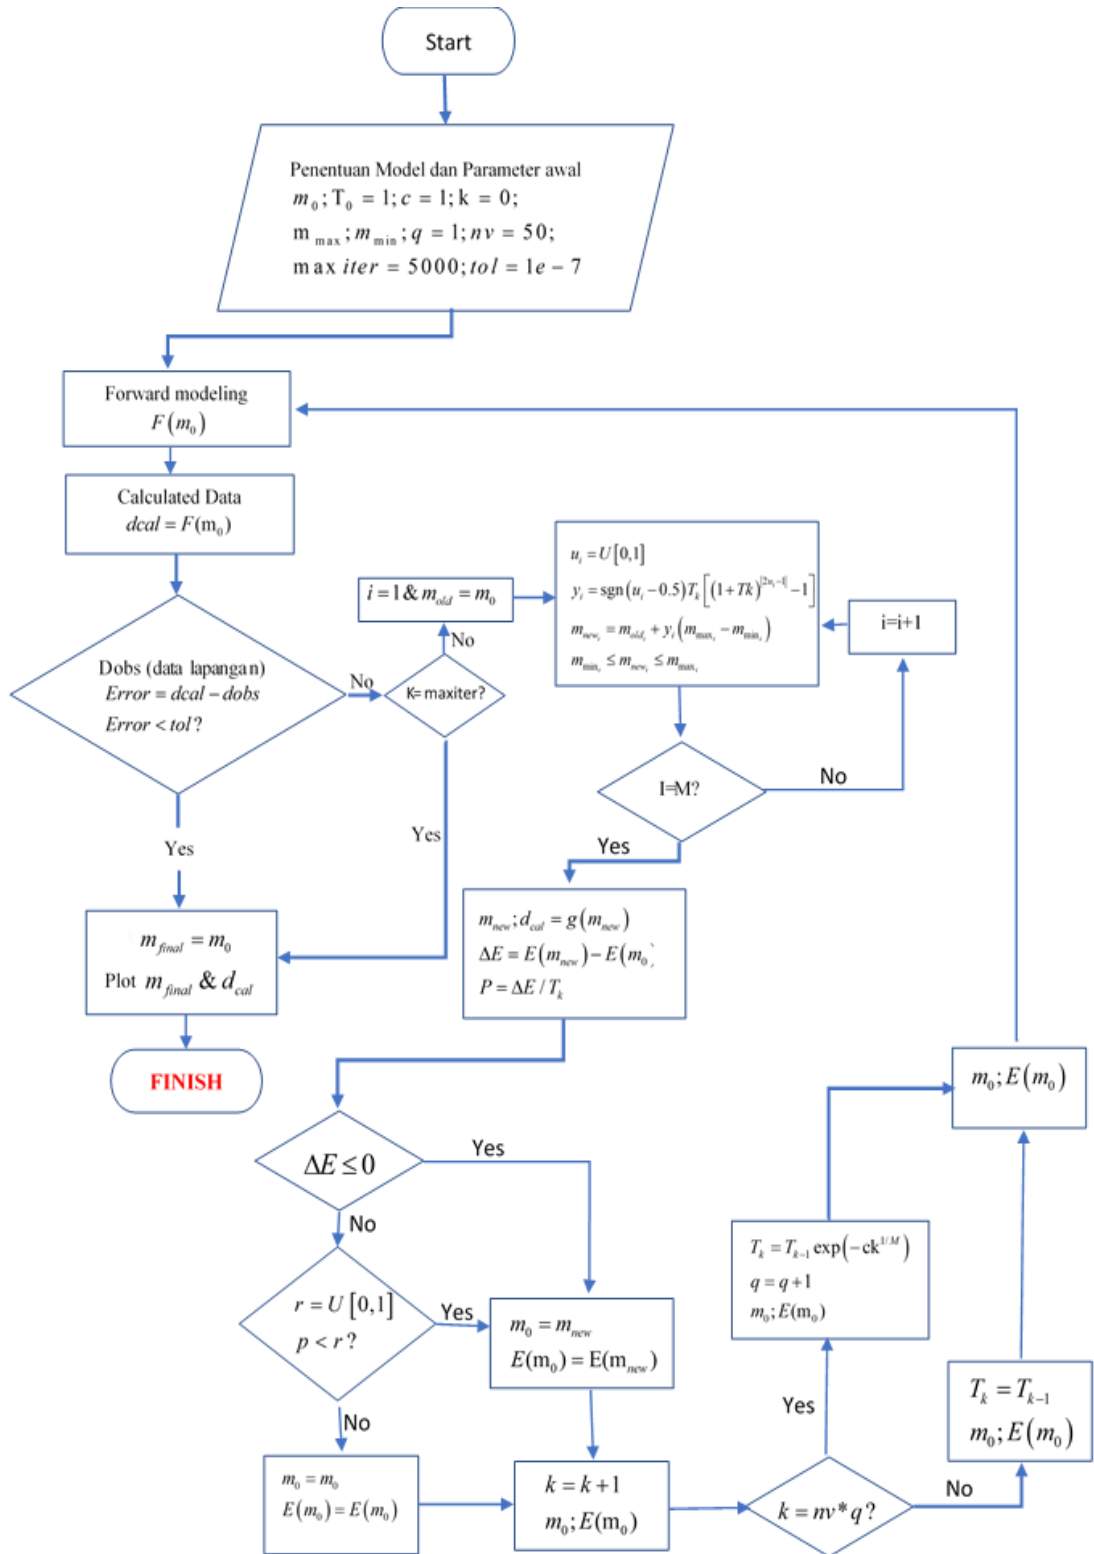 Start
Penentuan Model dan Parameter awal
m₀; T₀ = 1; c = 1; k = 0;
m_max; m_min; q = 1; nv = 50;
max iter = 5000; tol = 1e − 7
Forward modeling
F(m₀)
Calculated Data
dcal = F(m₀)
Dobs (data lapangan)
Error = dcal − dobs
Error < tol?
No
K= maxiter?
No
i = 1 & m_old = m₀
u_i = U[0,1]
y_i = sgn(u_i − 0.5)T_k[(1+Tk)^|2u_i−1| − 1]
m_new_i = m_old_i + y_i(m_max_i − m_min_i)
m_min_i ≤ m_new_i ≤ m_max_i
i=i+1
I=M?
No
Yes
Yes
Yes
m_final = m₀
Plot m_final & d_cal
FINISH
m_new; d_cal = g(m_new)
ΔE = E(m_new) − E(m₀)
P = ΔE / T_k
ΔE ≤ 0
Yes
No
r = U[0,1]
p < r?
Yes
No
m₀ = m_new
E(m₀) = E(m_new)
m₀ = m₀
E(m₀) = E(m₀)
k = k + 1
m₀; E(m₀)
k = nv * q?
Yes
No
T_k = T_k−1 exp(−ck^1/M)
q = q + 1
m₀; E(m₀)
T_k = T_k−1
m₀; E(m₀)
m₀; E(m₀)